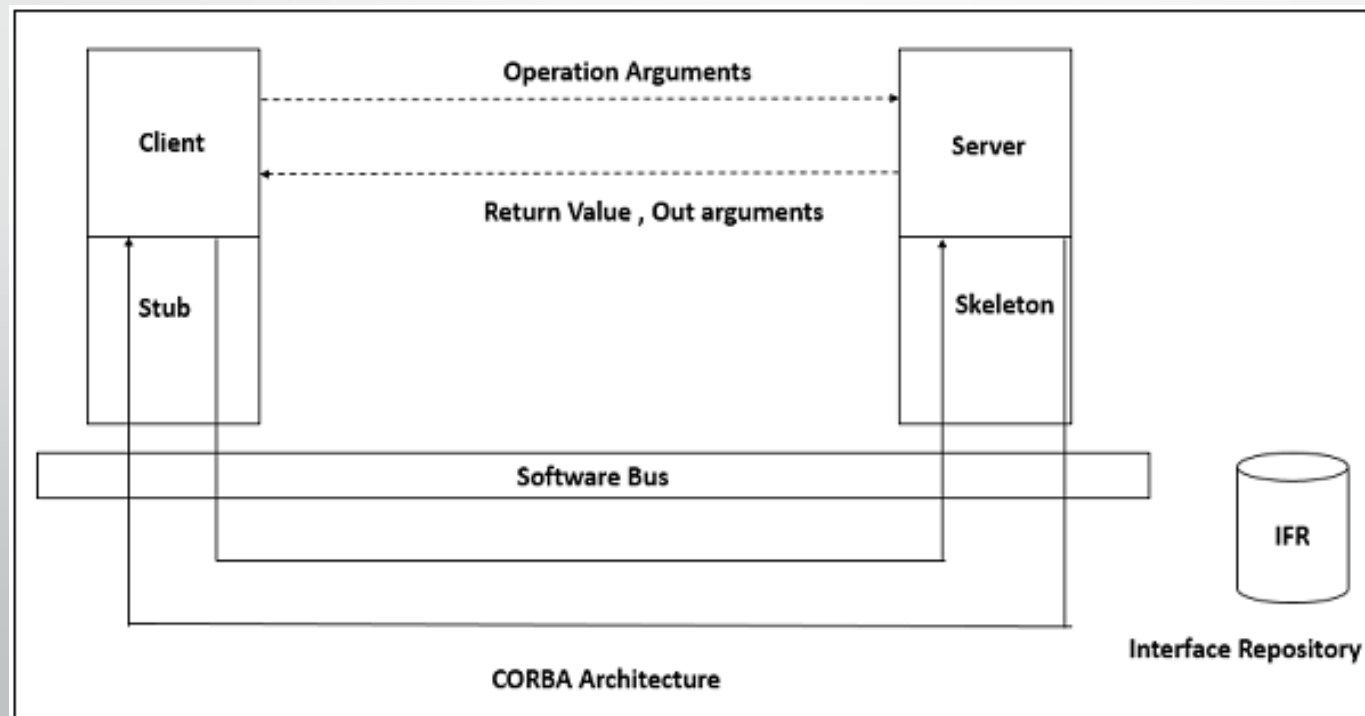 Operation Arguments
Client
Server
Return Value , Out arguments
Stub
Skeleton
Software Bus
IFR
Interface Repository
CORBA Architecture